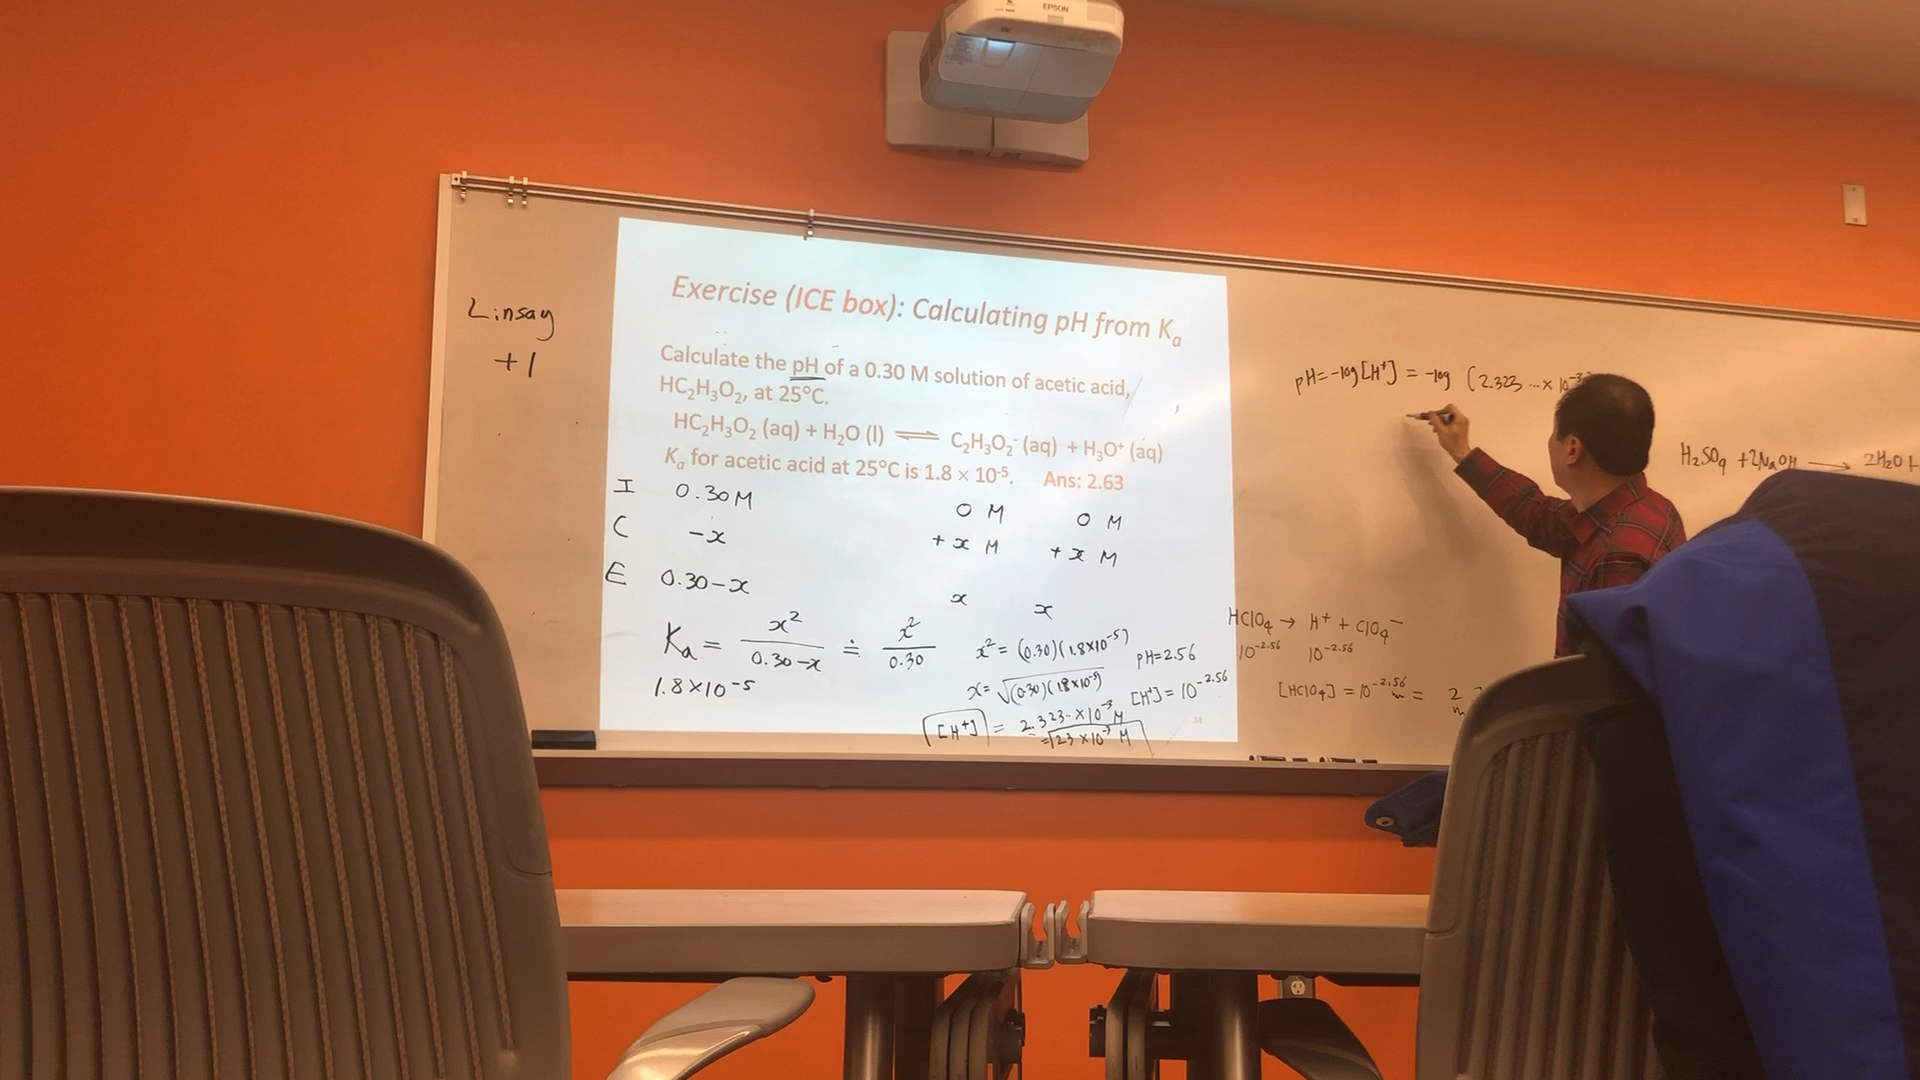 EPSON
Linsay
+1
Exercise (ICE box): Calculating pH from Kₐ
Calculate the pH of a 0.30 M solution of acetic acid,
HC₂H₃O₂, at 25°C.
HC₂H₃O₂ (aq) + H₂O (l) ⇌ C₂H₃O₂⁻ (aq) + H₃O⁺ (aq)
Kₐ for acetic acid at 25°C is 1.8 × 10⁻⁵. Ans: 2.63
I 0.30 M 0 M 0 M
C -x + x M + x M
E 0.30-x x x
Kₐ = x²/(0.30-x) ≐ x²/0.30
1.8×10⁻⁵
x² = (0.30)(1.8×10⁻⁵)
x = √(0.30)(1.8×10⁻⁵)
[H⁺] = 2.323·· ×10⁻³ M
= 2.3 ×10⁻³ M
pH=2.56
[H⁺] = 10⁻²·⁵⁶
34
pH=-log[H⁺] = -log (2.323 ... × 10⁻³
H₂SO₄ + 2NaOH → 2H₂O +
HClO₄ → H⁺ + ClO₄⁻
10⁻²·⁵⁶ 10⁻²·⁵⁶
[HClO₄] = 10⁻²·⁵⁶ = 2